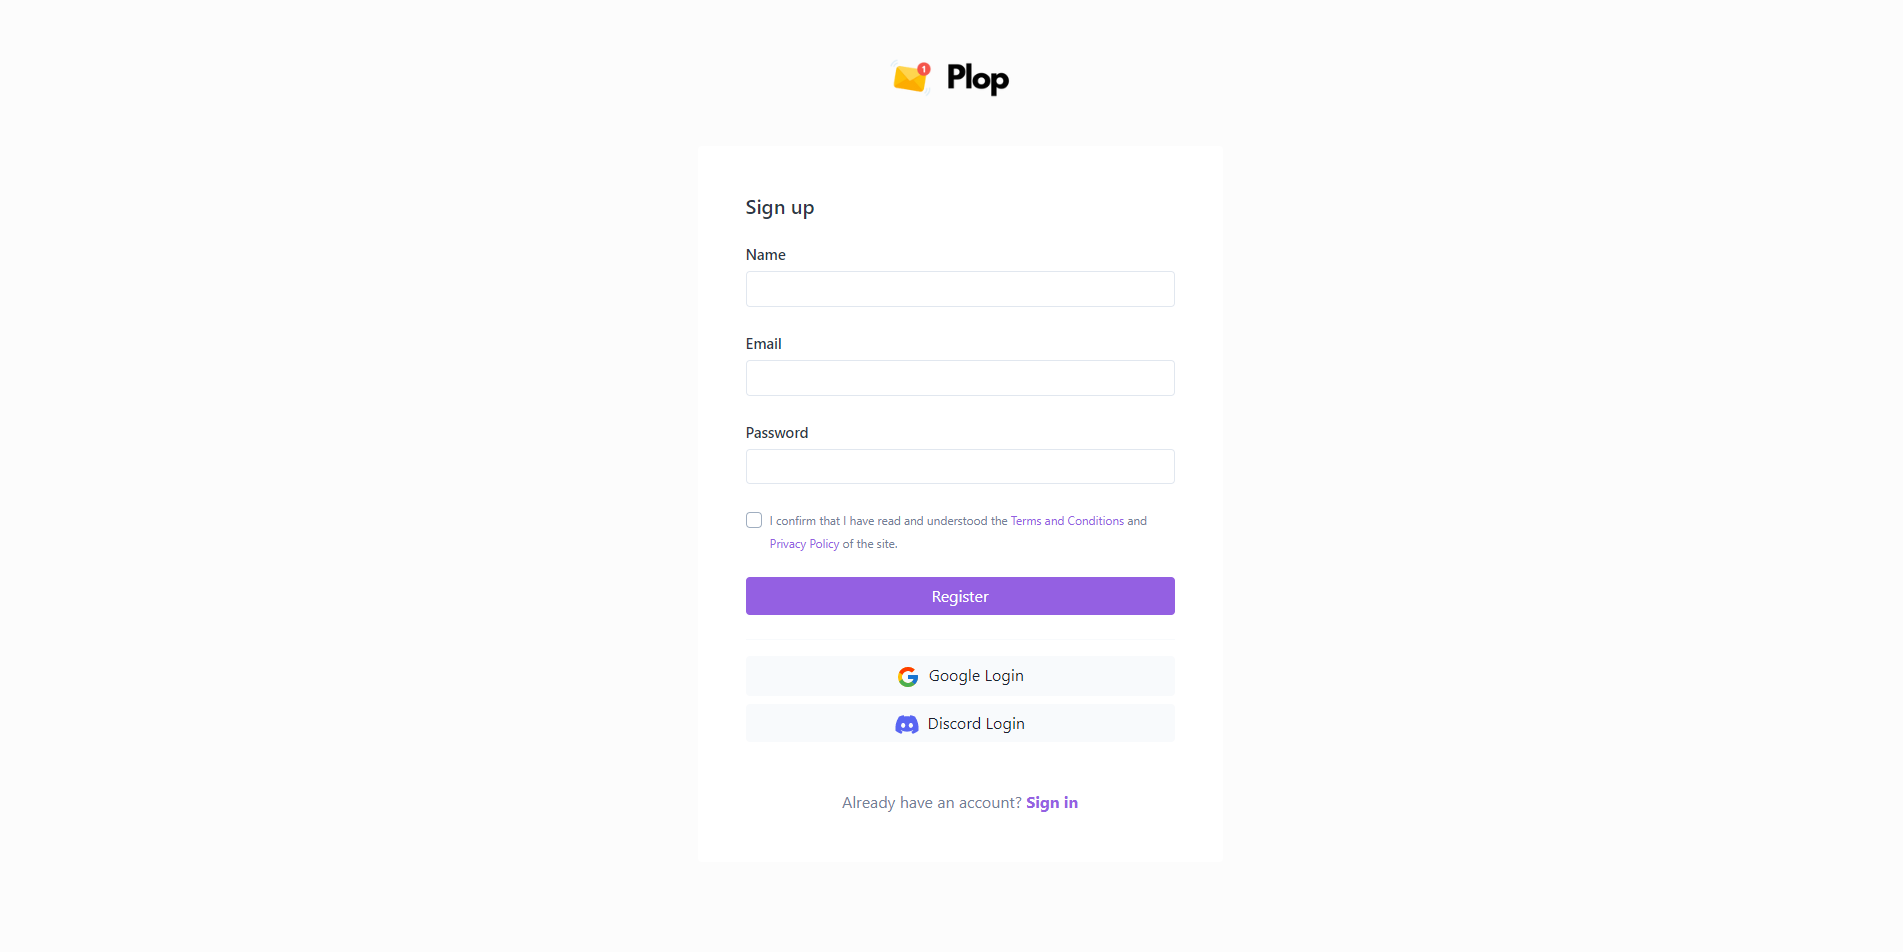 1
Plop
Sign up
Name
Email
Password
I confirm that I have read and understood the Terms and Conditions and
Privacy Policy of the site.
Register
Google Login
Discord Login
Already have an account? Sign in